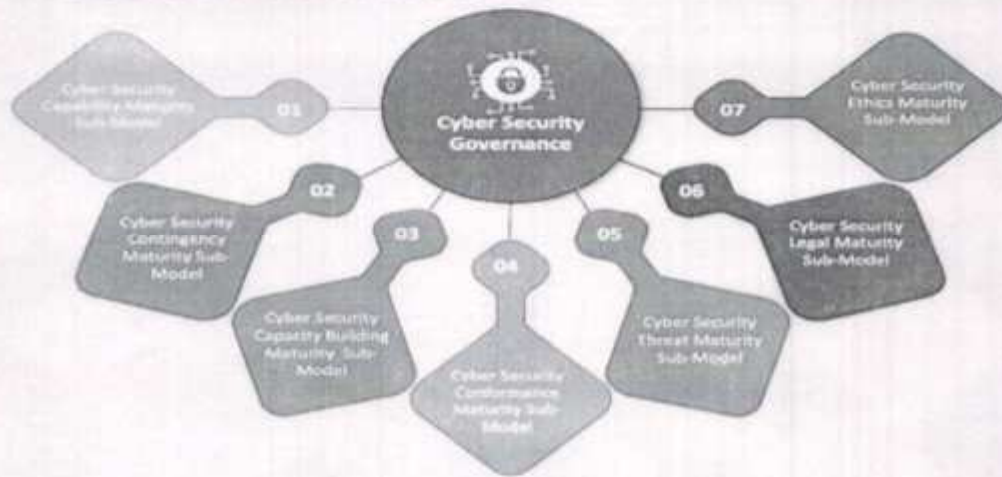 Cyber Security
Governance
01
Cyber Security
Capability Maturity
Sub-Model
02
Cyber Security
Contingency
Maturity Sub-
Model
03
Cyber Security
Capacity Building
Maturity Sub-
Model
04
Cyber Security
Conformance
Maturity Sub-
Model
05
Cyber Security
Threat Maturity
Sub-Model
06
Cyber Security
Legal Maturity
Sub-Model
07
Cyber Security
Ethics Maturity
Sub-Model